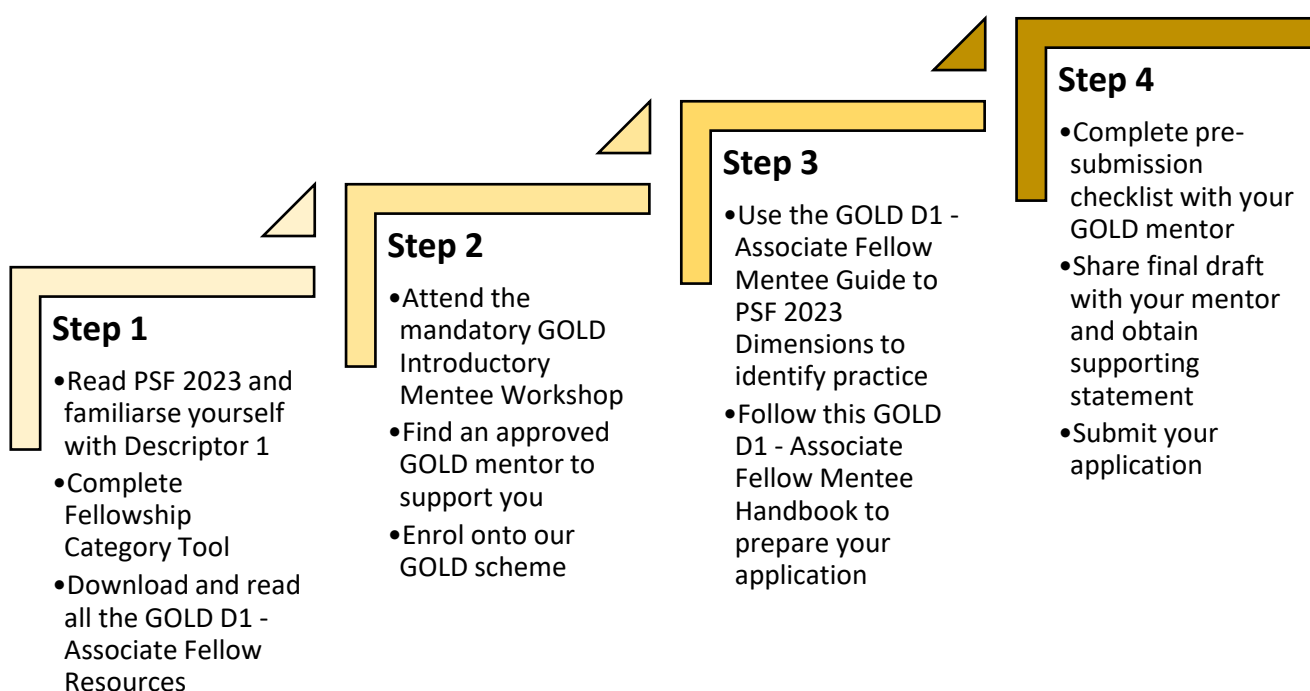 Step 1
•Read PSF 2023 and
familiarse yourself
with Descriptor 1
•Complete
Fellowship
Category Tool
•Download and read
all the GOLD D1 -
Associate Fellow
Resources
Step 2
•Attend the
mandatory GOLD
Introductory
Mentee Workshop
•Find an approved
GOLD mentor to
support you
•Enrol onto our
GOLD scheme
Step 3
•Use the GOLD D1 -
Associate Fellow
Mentee Guide to
PSF 2023
Dimensions to
identify practice
•Follow this GOLD
D1 - Associate
Fellow Mentee
Handbook to
prepare your
application
Step 4
•Complete pre-
submission
checklist with your
GOLD mentor
•Share final draft
with your mentor
and obtain
supporting
statement
•Submit your
application